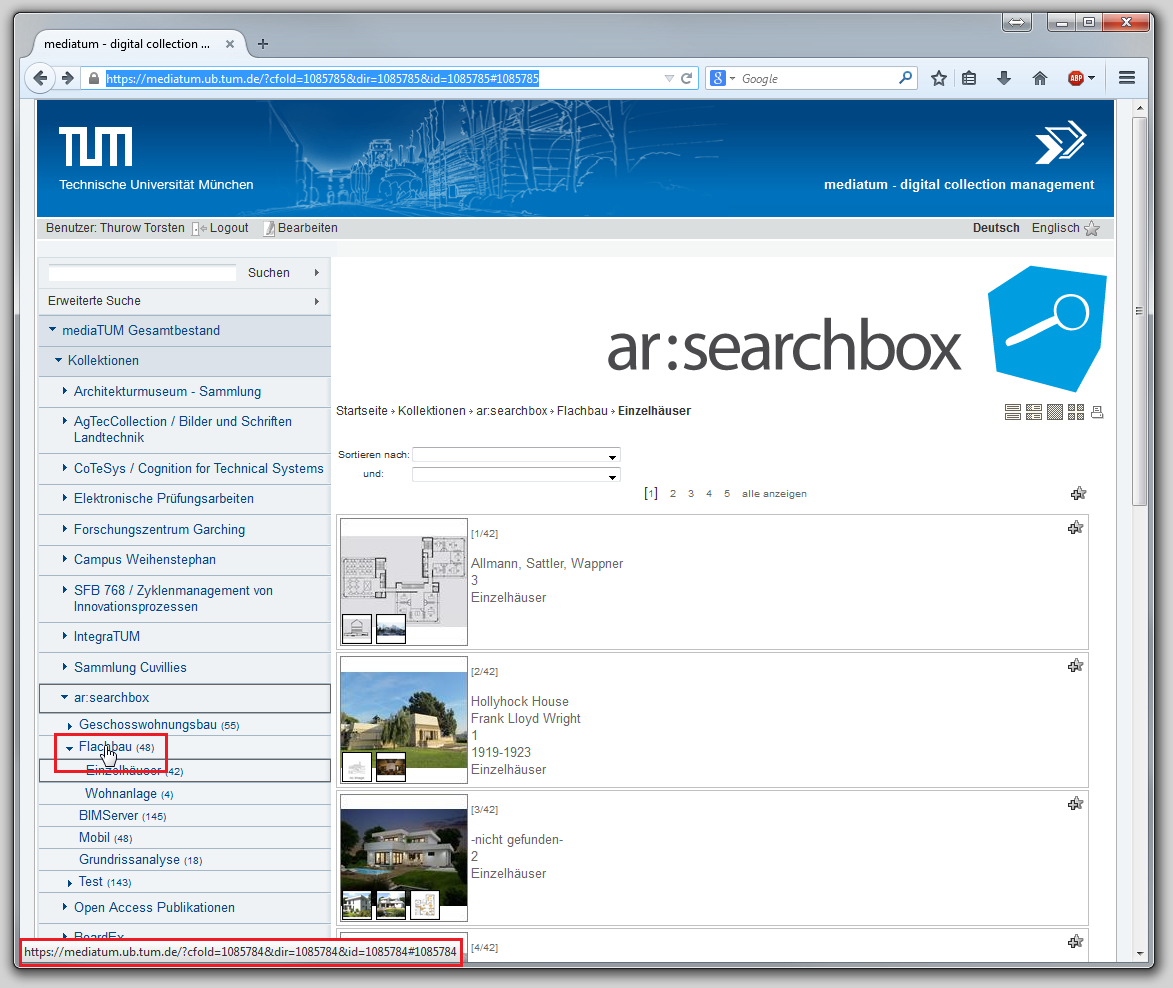 mediatum - digital collection ...
https://mediatum.ub.tum.de/?cfold=1085785&dir=1085785&id=1085785#1085785
8
Google
ABP
TUM
Technische Universität München
mediatum - digital collection management
Benutzer: Thurow Torsten Logout Bearbeiten
Deutsch Englisch
Suchen
Erweiterte Suche
mediaTUM Gesamtbestand
Kollektionen
Architekturmuseum - Sammlung
AgTecCollection / Bilder und Schriften
Landtechnik
CoTeSys / Cognition for Technical Systems
Elektronische Prüfungsarbeiten
Forschungszentrum Garching
Campus Weihenstephan
SFB 768 / Zyklenmanagement von
Innovationsprozessen
IntegraTUM
Sammlung Cuvillies
ar:searchbox
Geschosswohnungsbau (55)
Flachbau (48)
Einzelhäuser (42)
Wohnanlage (4)
BIMServer (145)
Mobil (48)
Grundrissanalyse (18)
Test (143)
Open Access Publikationen
BoardEx
https://mediatum.ub.tum.de/?cfold=1085784&dir=1085784&id=1085784#1085784
ar:searchbox
Startseite › Kollektionen › ar:searchbox › Flachbau › Einzelhäuser
Sortieren nach:
und:
[1] 2 3 4 5 alle anzeigen
[1/42]
Allmann, Sattler, Wappner
3
Einzelhäuser
[2/42]
Hollyhock House
Frank Lloyd Wright
1
1919-1923
Einzelhäuser
[3/42]
-nicht gefunden-
2
Einzelhäuser
[4/42]